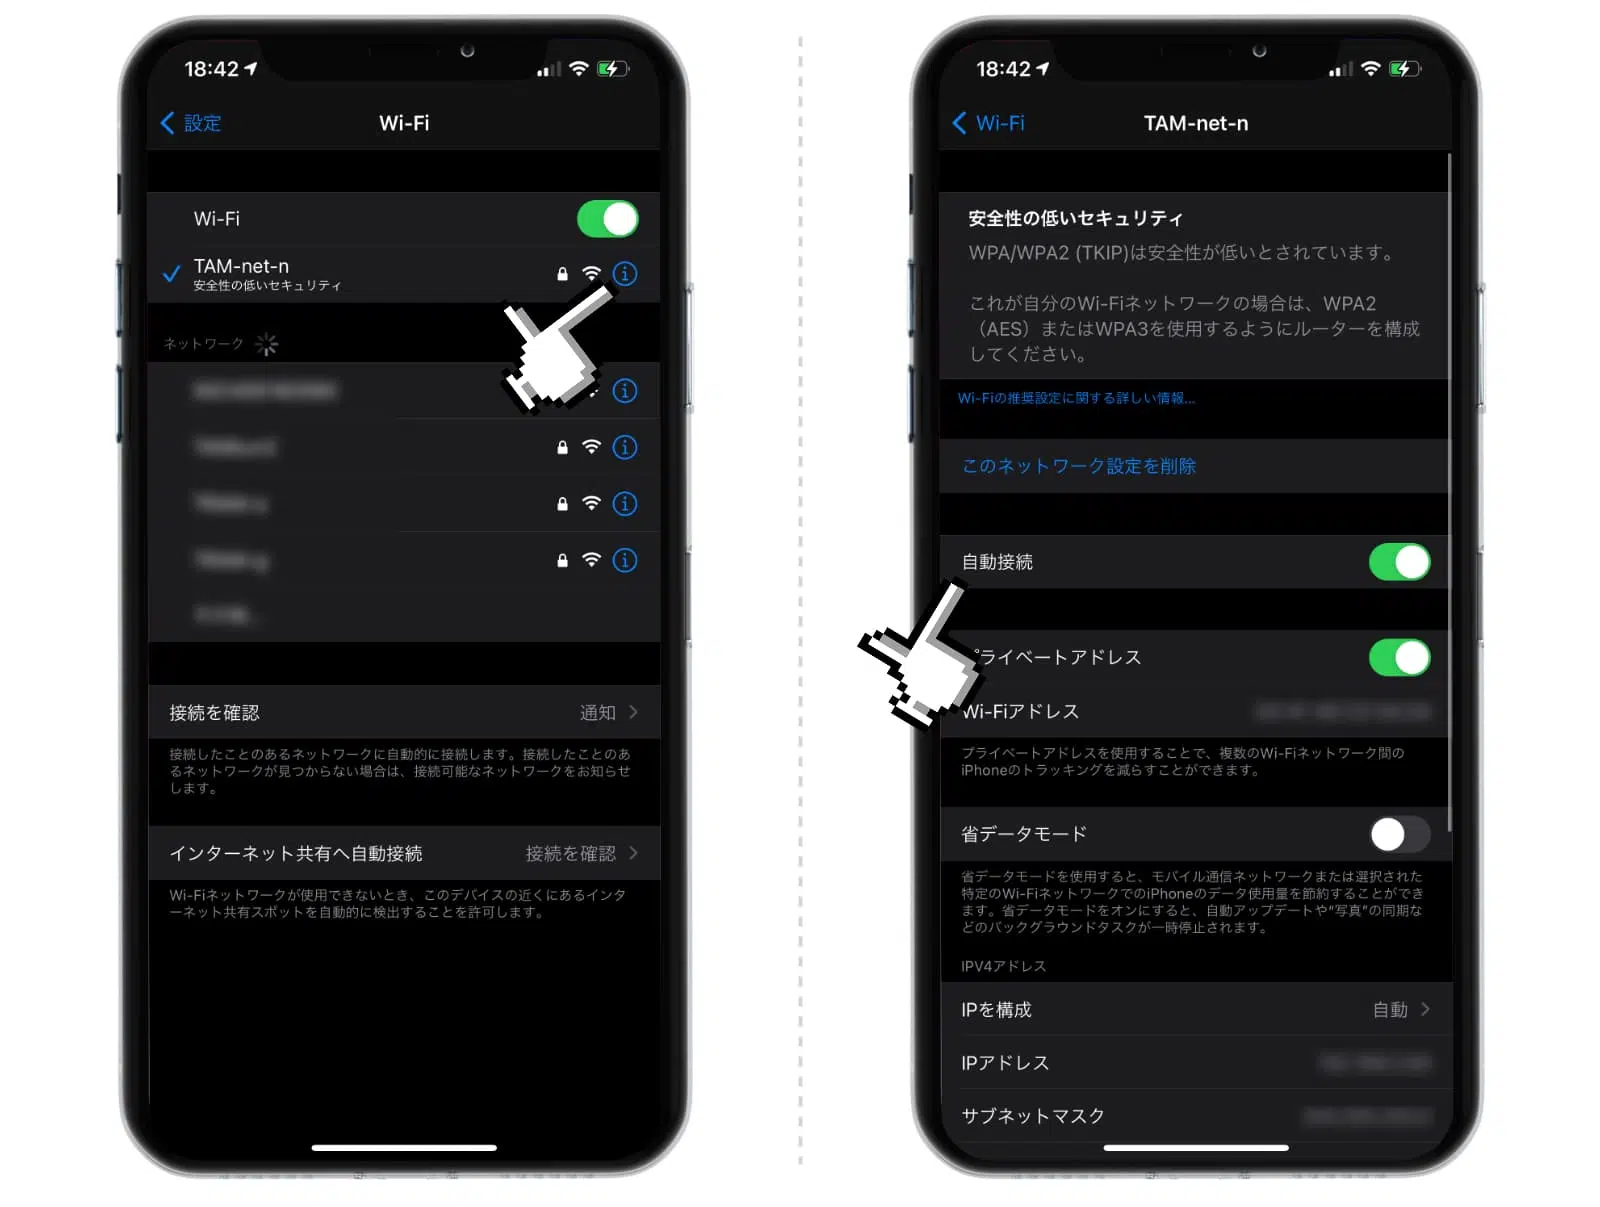 18:42
設定
Wi-Fi
Wi-Fi
TAM-net-n
安全性の低いセキュリティ
ネットワーク
接続を確認
通知
接続したことのあるネットワークに自動的に接続します。接続したことのあ
るネットワークが見つからない場合は、接続可能なネットワークをお知らせ
します。
インターネット共有へ自動接続
接続を確認
Wi-Fiネットワークが使用できないとき、このデバイスの近くにあるインタ
ーネット共有スポットを自動的に検出することを許可します。
18:42
Wi-Fi
TAM-net-n
安全性の低いセキュリティ
WPA/WPA2 (TKIP)は安全性が低いとされています。
これが自分のWi-Fiネットワークの場合は、WPA2
（AES）またはWPA3を使用するようにルーターを構成
してください。
Wi-Fiの推奨設定に関する詳しい情報...
このネットワーク設定を削除
自動接続
プライベートアドレス
Wi-Fiアドレス
プライベートアドレスを使用することで、複数のWi-Fiネットワーク間の
iPhoneのトラッキングを減らすことができます。
省データモード
省データモードを使用すると、モバイル通信ネットワークまたは選択された
特定のWi-FiネットワークでのiPhoneのデータ使用量を節約することができ
ます。省データモードをオンにすると、自動アップデートや"写真"の同期な
どのバックグラウンドタスクが一時停止されます。
IPV4アドレス
IPを構成
自動
IPアドレス
サブネットマスク